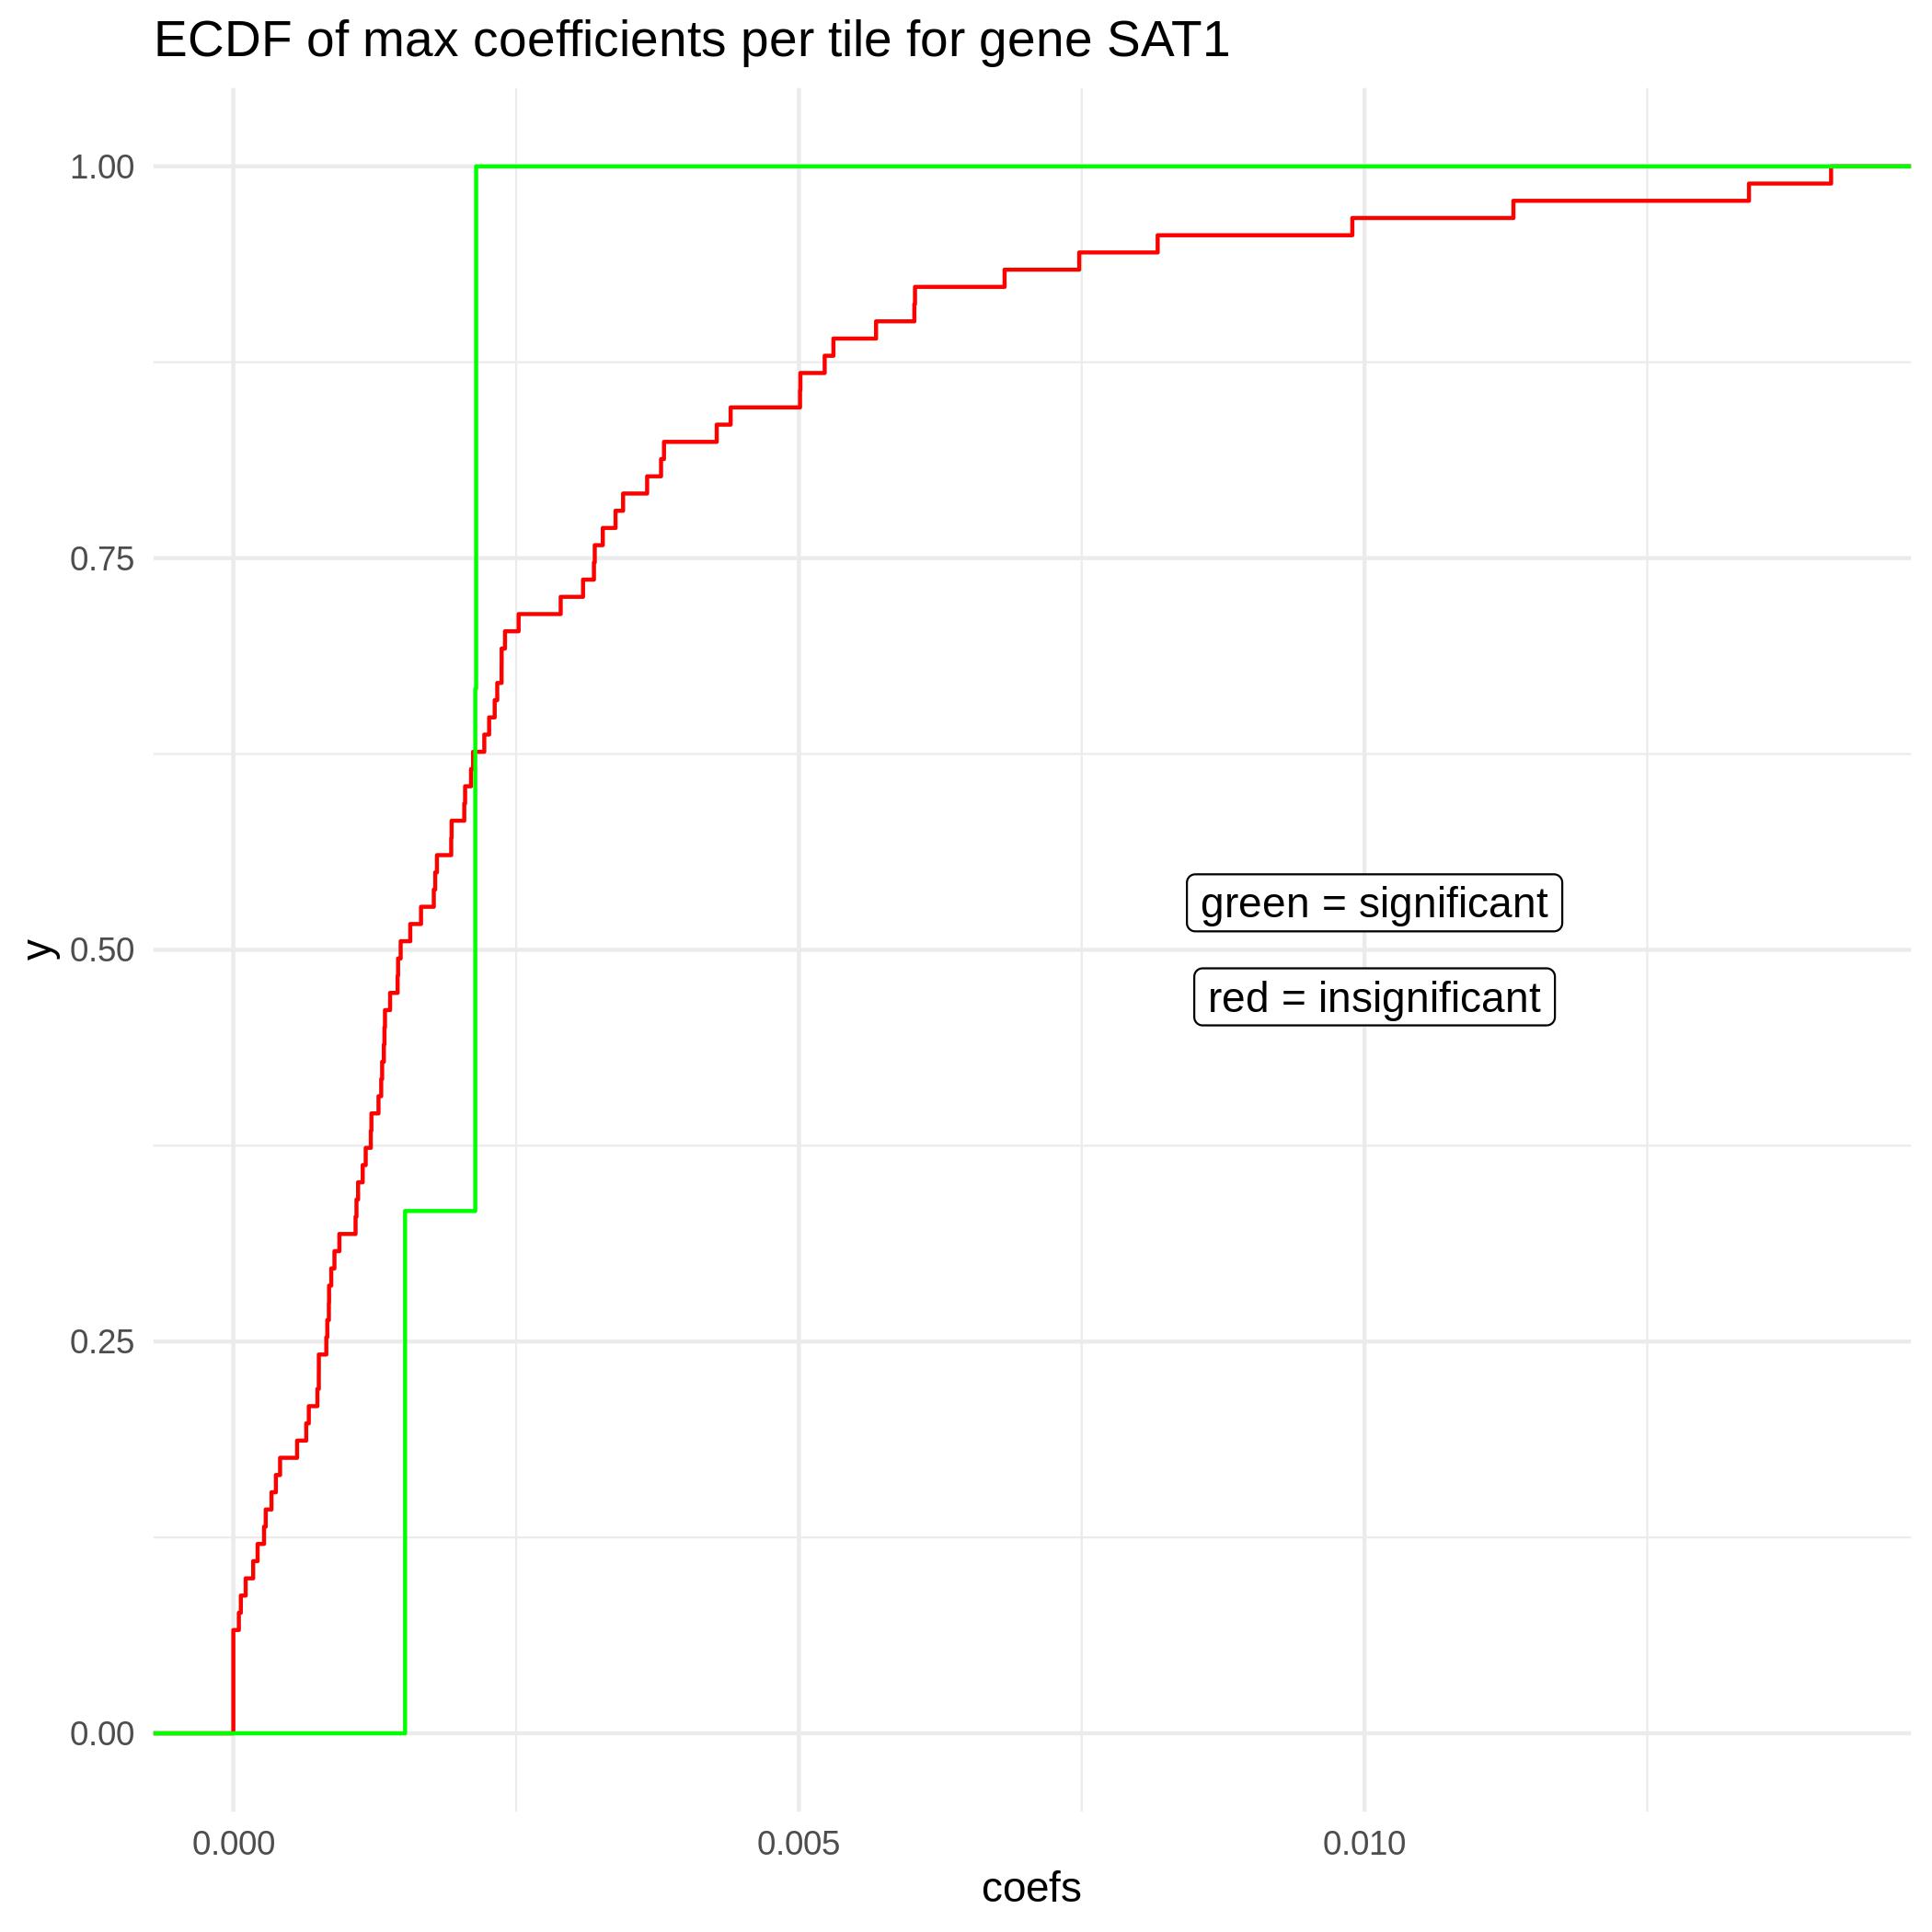 ECDF of max coefficients per tile for gene SAT1
1.00
0.75
0.50
0.25
0.00
y
green = significant
red = insignificant
0.000 0.005 0.010
coefs